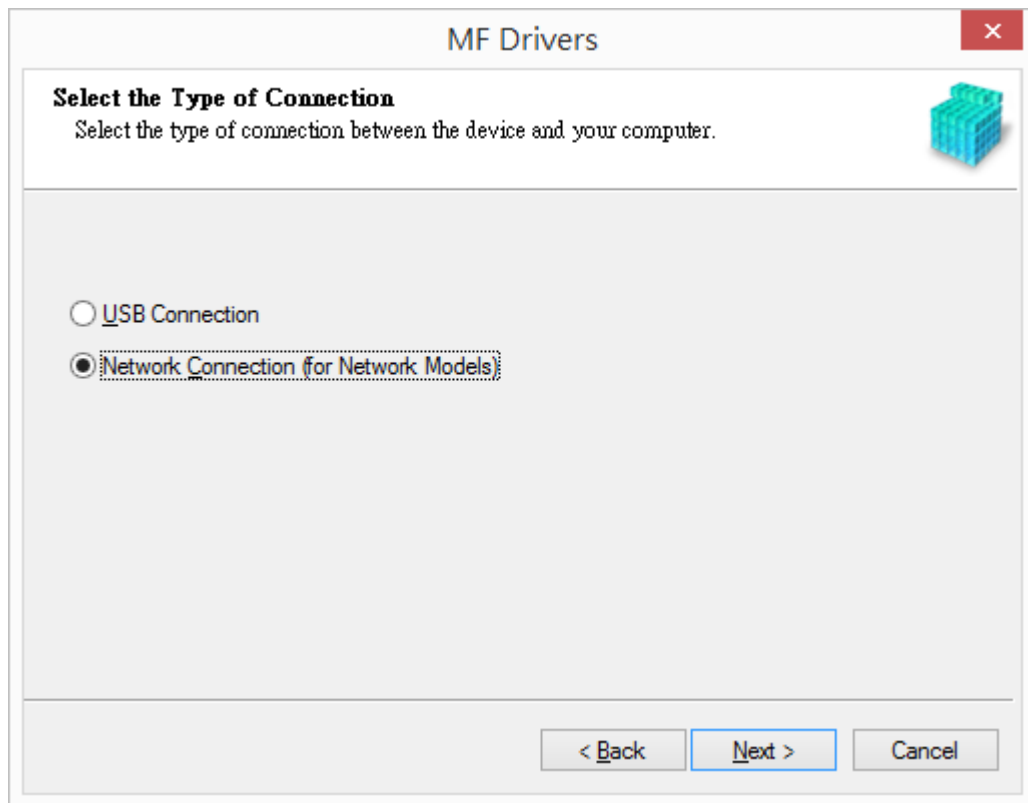 MF Drivers
Select the Type of Connection
Select the type of connection between the device and your computer.
USB Connection
Network Connection (for Network Models)
< Back
Next >
Cancel